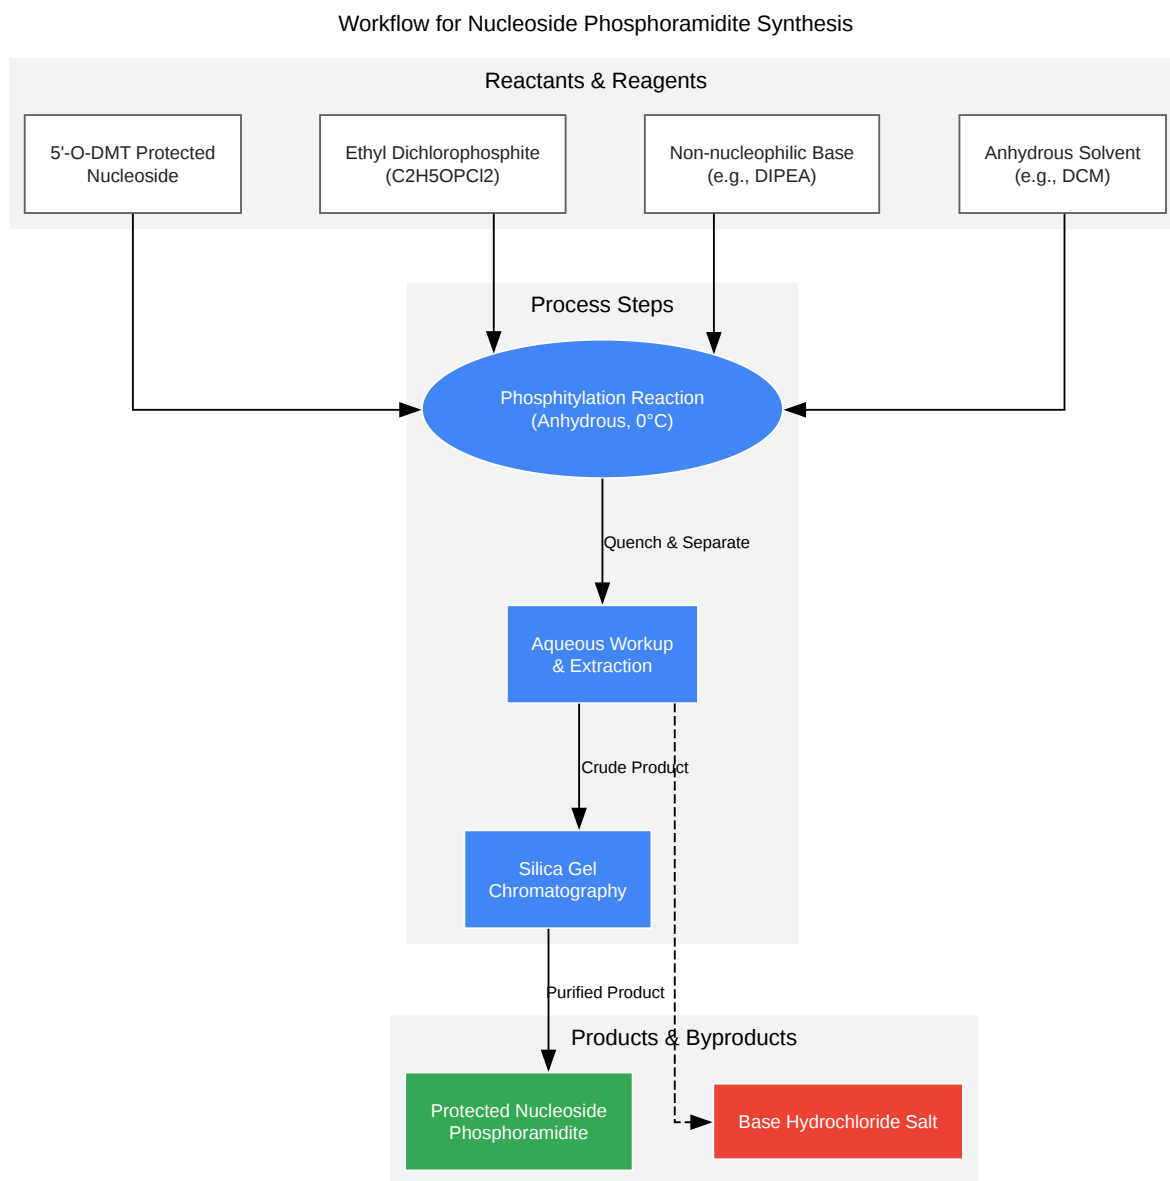 Workflow for Nucleoside Phosphoramidite Synthesis
Reactants & Reagents
5'-O-DMT Protected
Nucleoside
Ethyl Dichlorophosphite
(C2H5OPCl2)
Non-nucleophilic Base
(e.g., DIPEA)
Anhydrous Solvent
(e.g., DCM)
Process Steps
Phosphitylation Reaction
(Anhydrous, 0°C)
Quench & Separate
Aqueous Workup
& Extraction
Crude Product
Silica Gel
Chromatography
Purified Product
Products & Byproducts
Protected Nucleoside
Phosphoramidite
Base Hydrochloride Salt